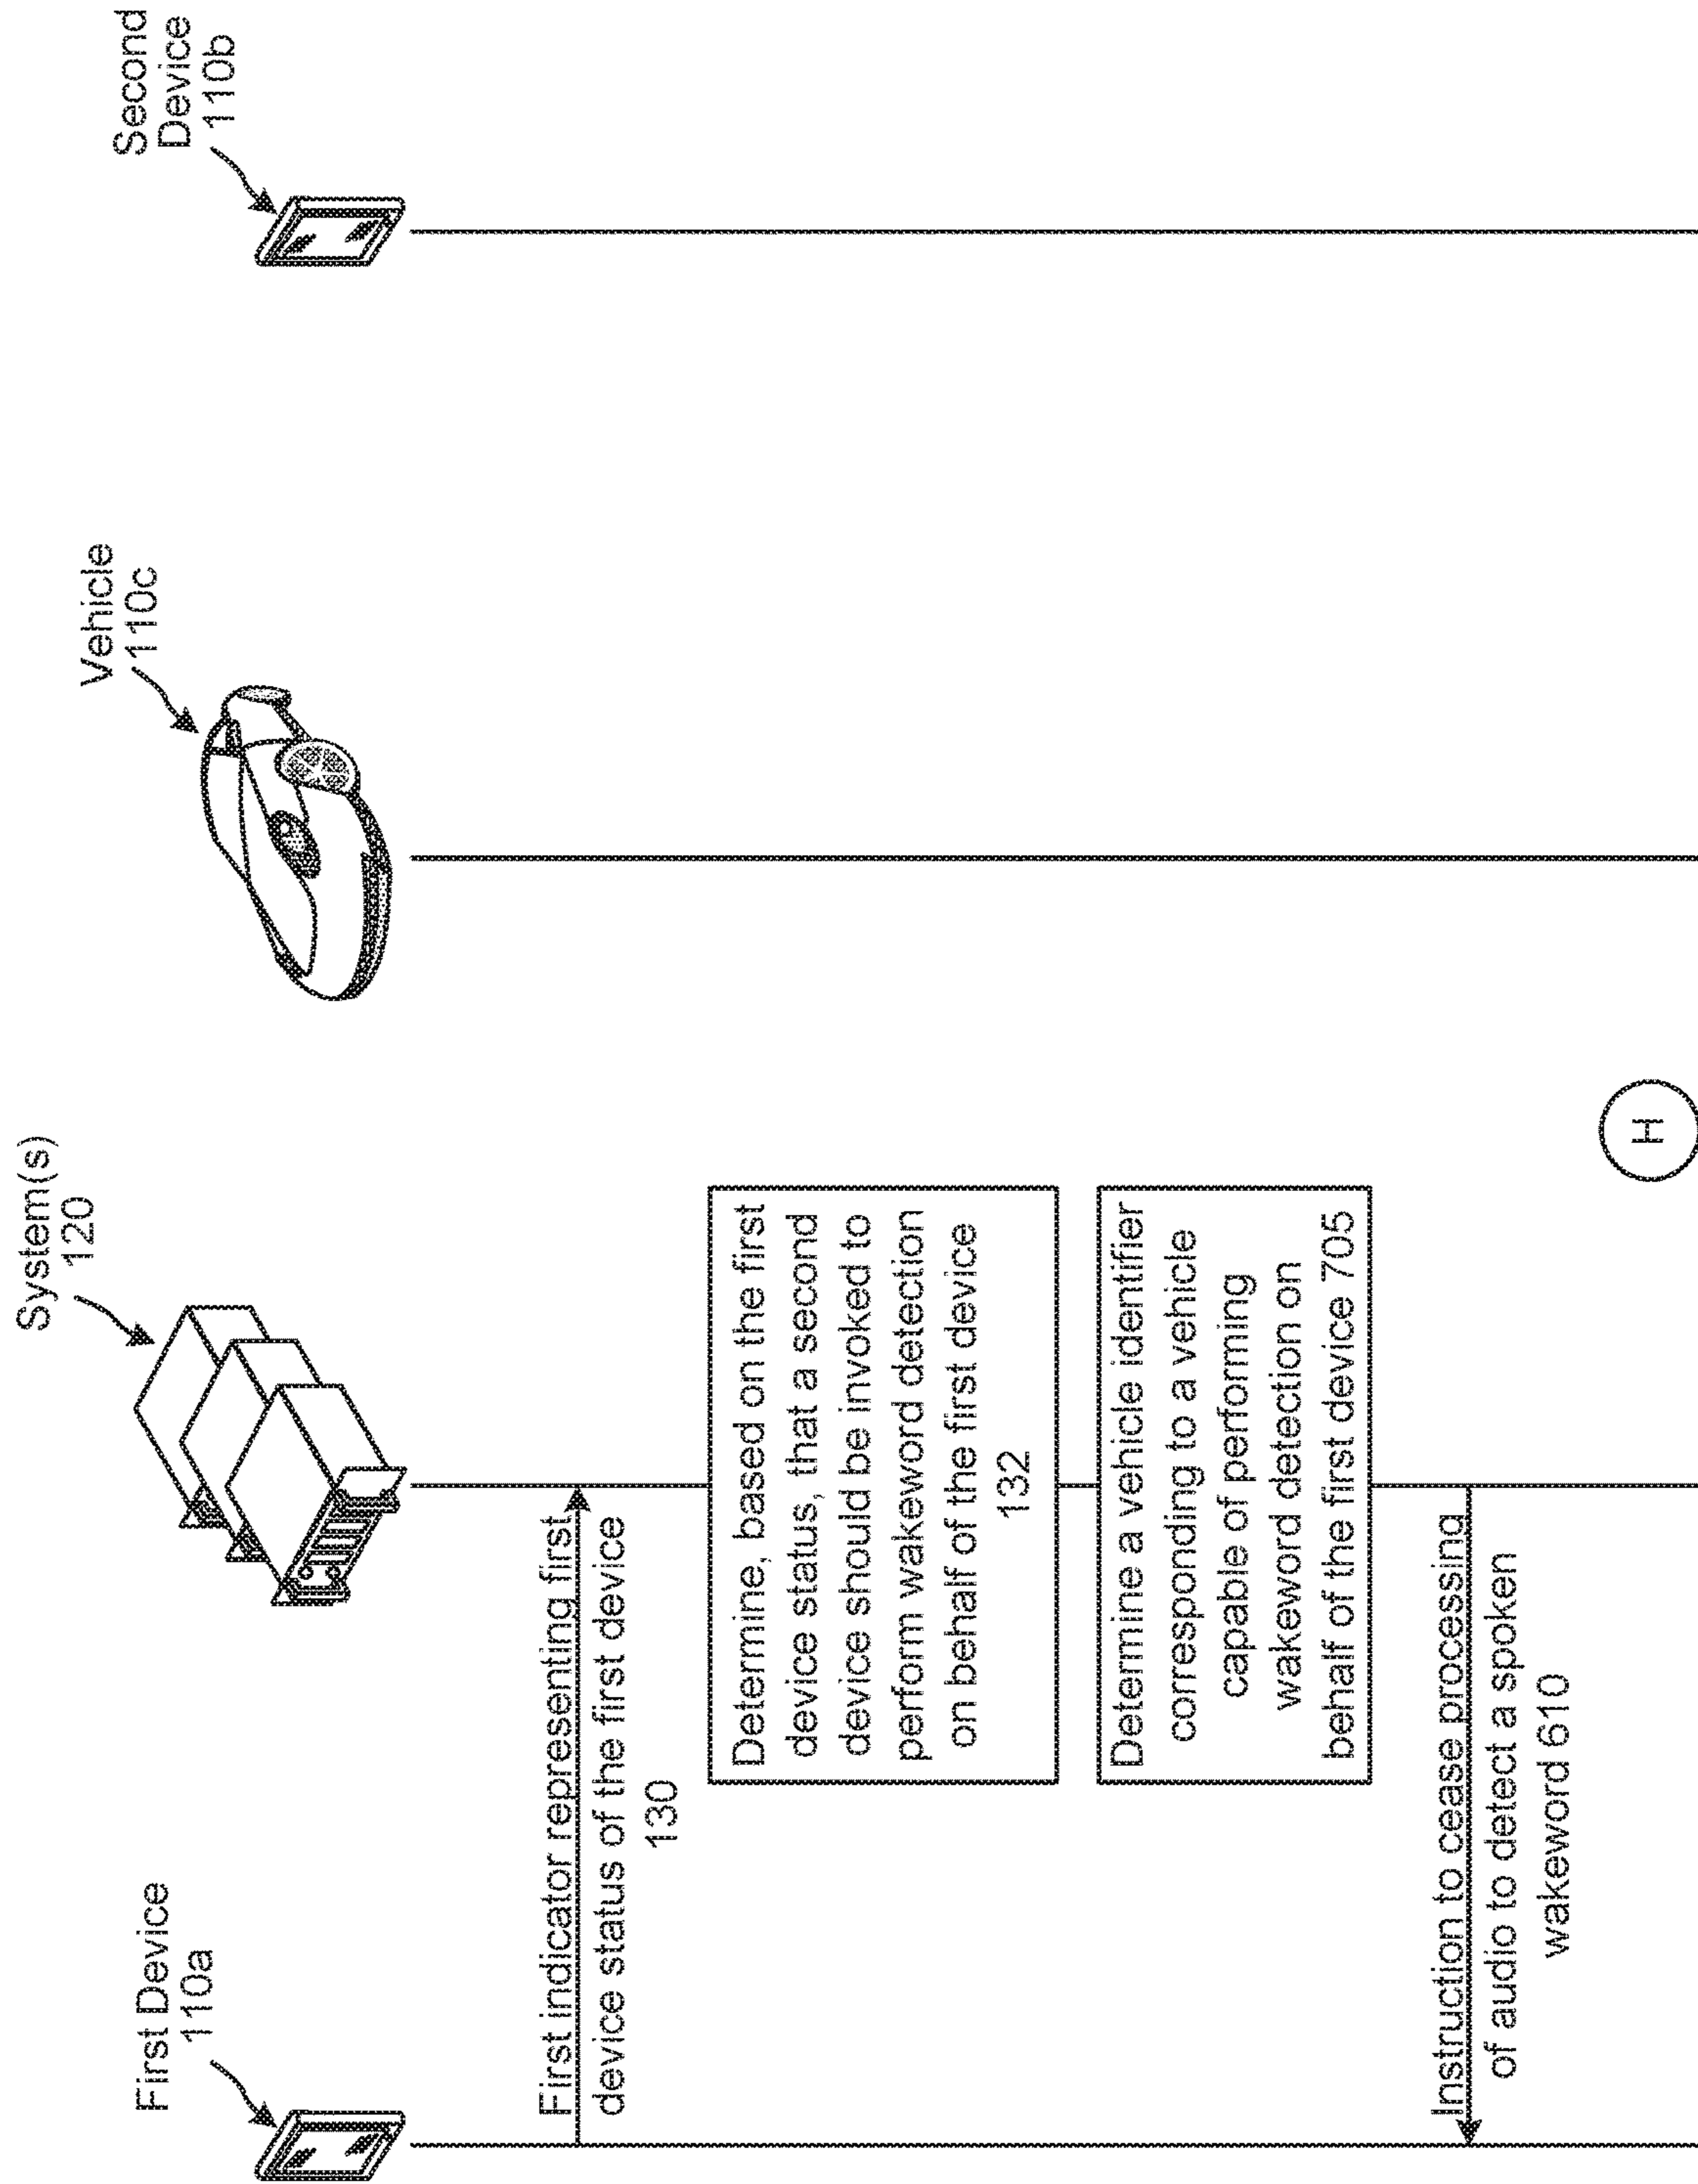 First Device
110a
System(s)
120
Vehicle
110c
Second
Device
110b
First indicator representing first
device status of the first device
130
Determine, based on the first
device status, that a second
device should be invoked to
perform wakeword detection
on behalf of the first device
132
Determine a vehicle identifier
corresponding to a vehicle
capable of performing
wakeword detection on
behalf of the first device 705
Instruction to cease processing
of audio to detect a spoken
wakeword 610
H